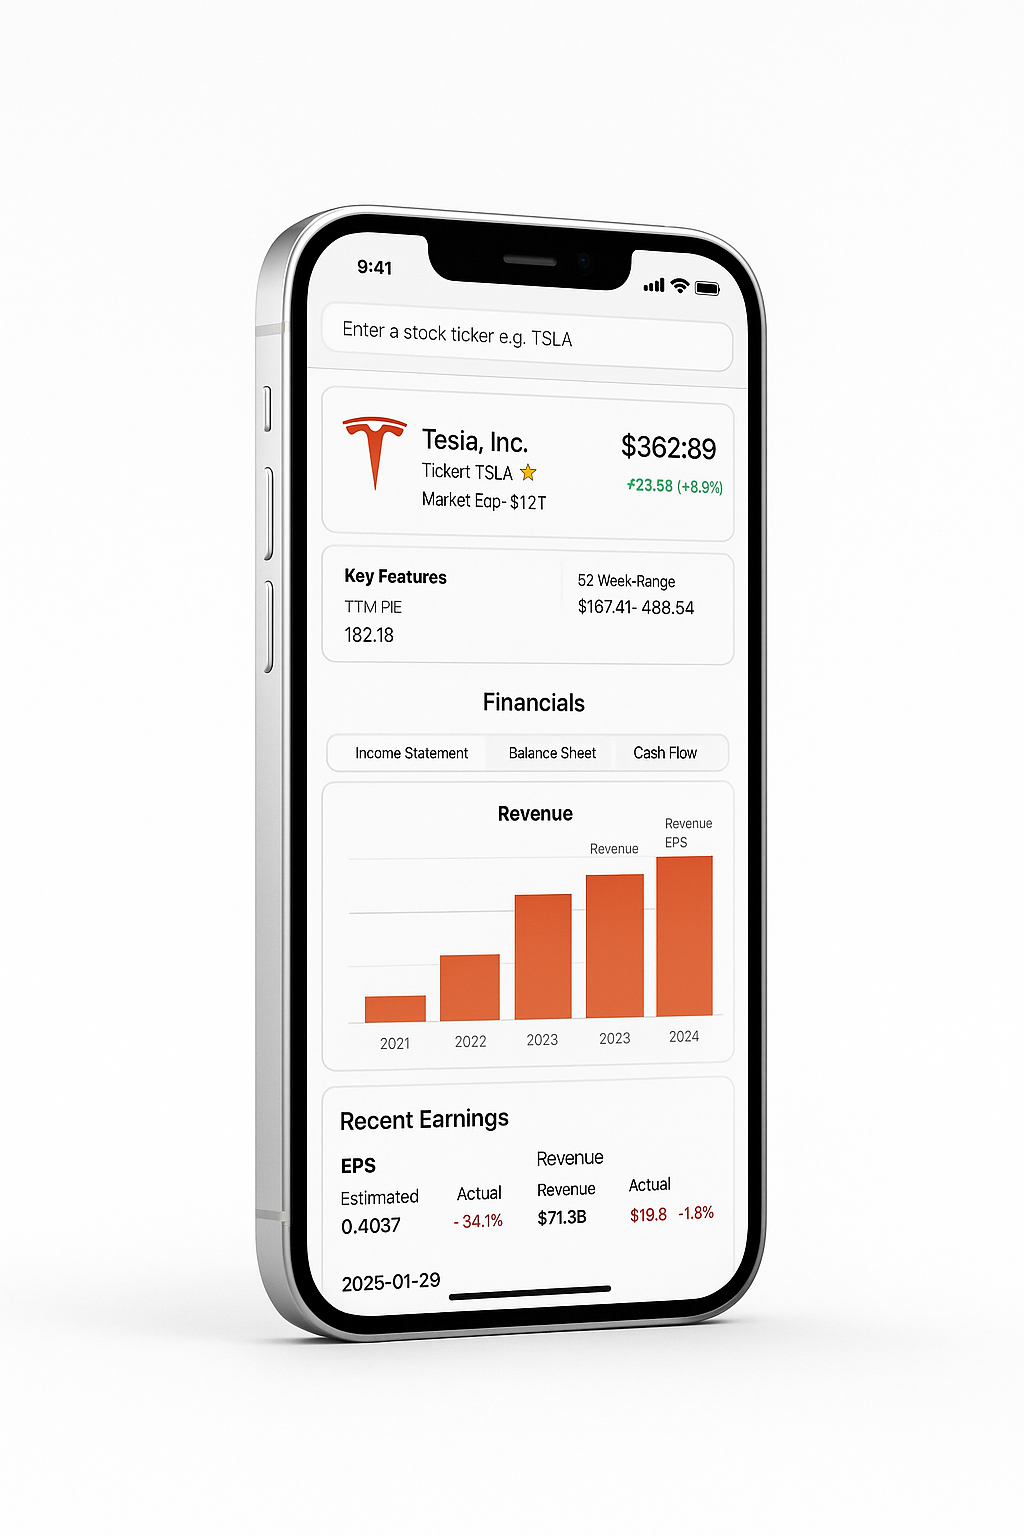 9:41
Enter a stock ticker e.g. TSLA
Tesia, Inc.
Tickert TSLA
Market Eap- $12T
$362:89
+23.58 (+8.9%)
Key Features
TTM PIE
182.18
52 Week-Range
$167.41- 488.54
Financials
Income Statement Balance Sheet Cash Flow
Revenue
Revenue
Revenue
EPS
2021 2022 2023 2023 2024
Recent Earnings
EPS
Estimated Actual
0.4037 - 34.1%
Revenue
Revenue Actual
$71.3B $19.8 -1.8%
2025-01-29